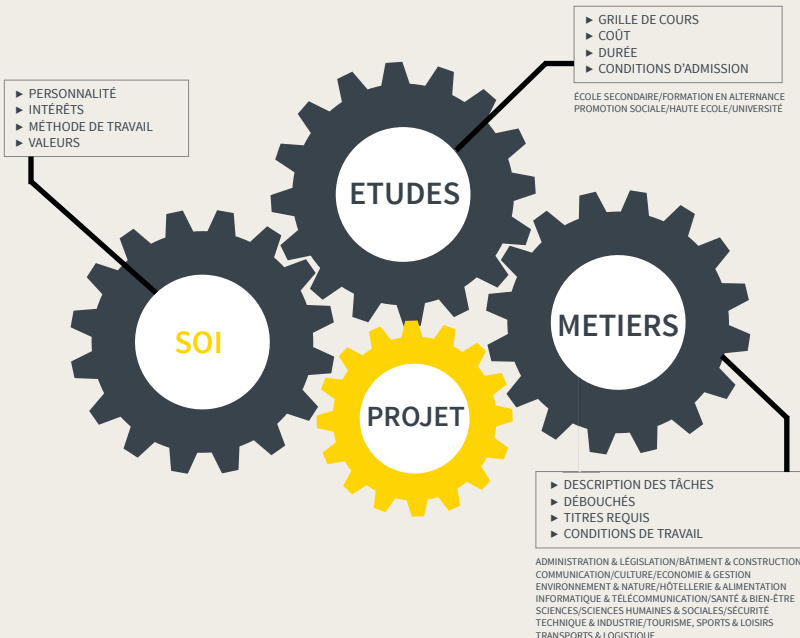 ► GRILLE DE COURS
► COÛT
► DURÉE
► CONDITIONS D'ADMISSION
ÉCOLE SECONDAIRE/FORMATION EN ALTERNANCE
PROMOTION SOCIALE/HAUTE ECOLE/UNIVERSITÉ
► PERSONNALITÉ
► INTÉRÊTS
► MÉTHODE DE TRAVAIL
► VALEURS
ETUDES
SOI
METIERS
PROJET
► DESCRIPTION DES TÂCHES
► DÉBOUCHÉS
► TITRES REQUIS
► CONDITIONS DE TRAVAIL
ADMINISTRATION & LÉGISLATION/BÂTIMENT & CONSTRUCTION
COMMUNICATION/CULTURE/ECONOMIE & GESTION
ENVIRONNEMENT & NATURE/HÔTELLERIE & ALIMENTATION
INFORMATIQUE & TÉLÉCOMMUNICATION/SANTÉ & BIEN-ÊTRE
SCIENCES/SCIENCES HUMAINES & SOCIALES/SÉCURITÉ
TECHNIQUE & INDUSTRIE/TOURISME, SPORTS & LOISIRS
TRANSPORTS & LOGISTIQUE